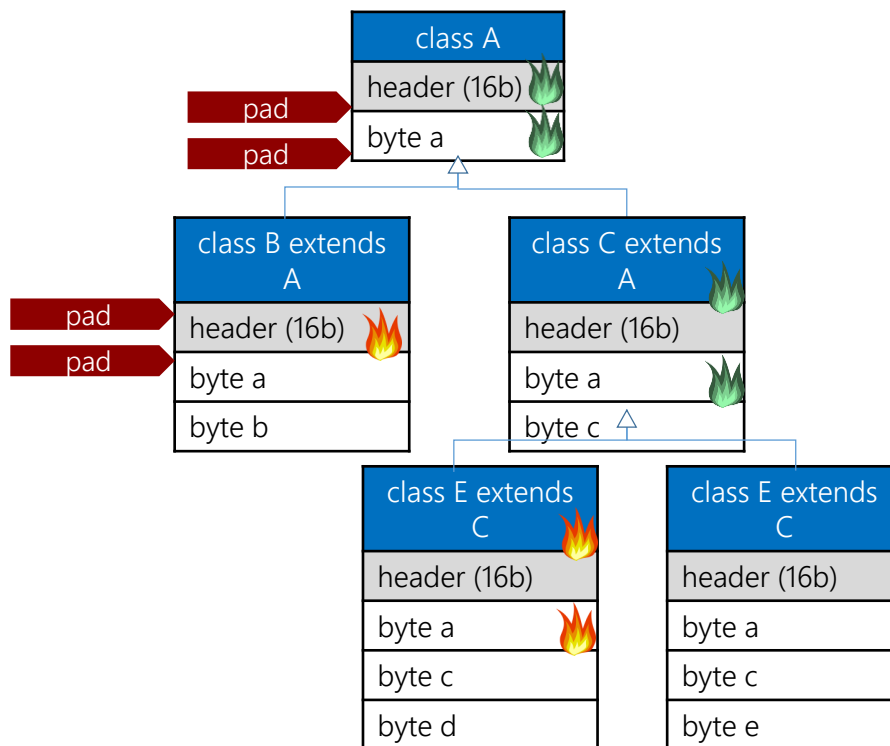 class A
header (16b)
pad
byte a
pad
class B extends
A
pad
header (16b)
pad
byte a
byte b
class C extends
A
header (16b)
byte a
byte c
class E extends
C
header (16b)
byte a
byte c
byte d
class E extends
C
header (16b)
byte a
byte c
byte e